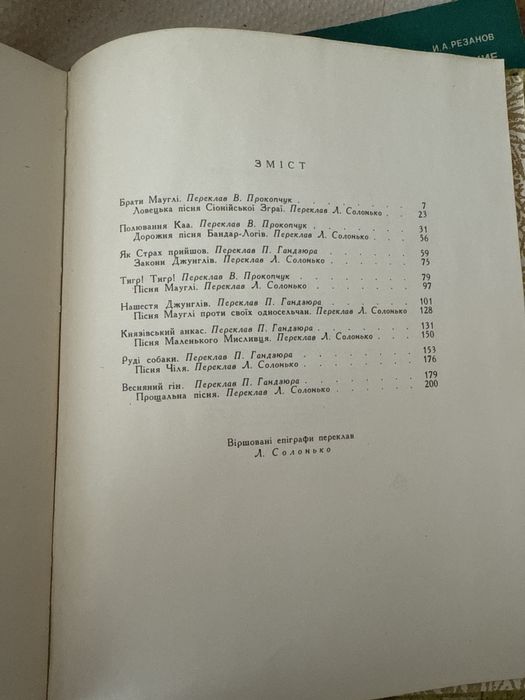 И. А. РЕЗАНОВ
ЗМІСТ
Брати Мауглі. Переклав В. Прокопчук . . . . . . . . 7
Ловецька пісня Сіонійської Зграї. Переклав Л. Солонько . . 23
Полювання Каа. Переклав В. Прокопчук . . . . . . . 31
Дорожня пісня Бандар-Логів. Переклав Л. Солонько . . . 56
Як Страх прийшов. Переклав П. Гандзюра . . . . . . 59
Закони Джунглів. Переклав Л. Солонько . . . . . . 75
Тигр! Тигр! Переклав В. Прокопчук . . . . . . . . 79
Пісня Мауглі. Переклав Л. Солонько . . . . . . . 97
Нашестя Джунглів. Переклав П. Гандзюра . . . . . . 101
Пісня Мауглі проти своїх односельчан. Переклав Л. Солонько 128
Князівський анкас. Переклав П. Гандзюра . . . . . . 131
Пісня Маленького Мисливця. Переклав Л. Солонько . . . 150
Руді собаки. Переклав П. Гандзюра . . . . . . . . 153
Пісня Чіля. Переклав Л. Солонько . . . . . . . . 176
Весняний гін. Переклав П. Гандзюра . . . . . . . . 179
Прощальна пісня. Переклав Л. Солонько . . . . . . 200
Віршовані епіграфи переклав
Л. Солонько